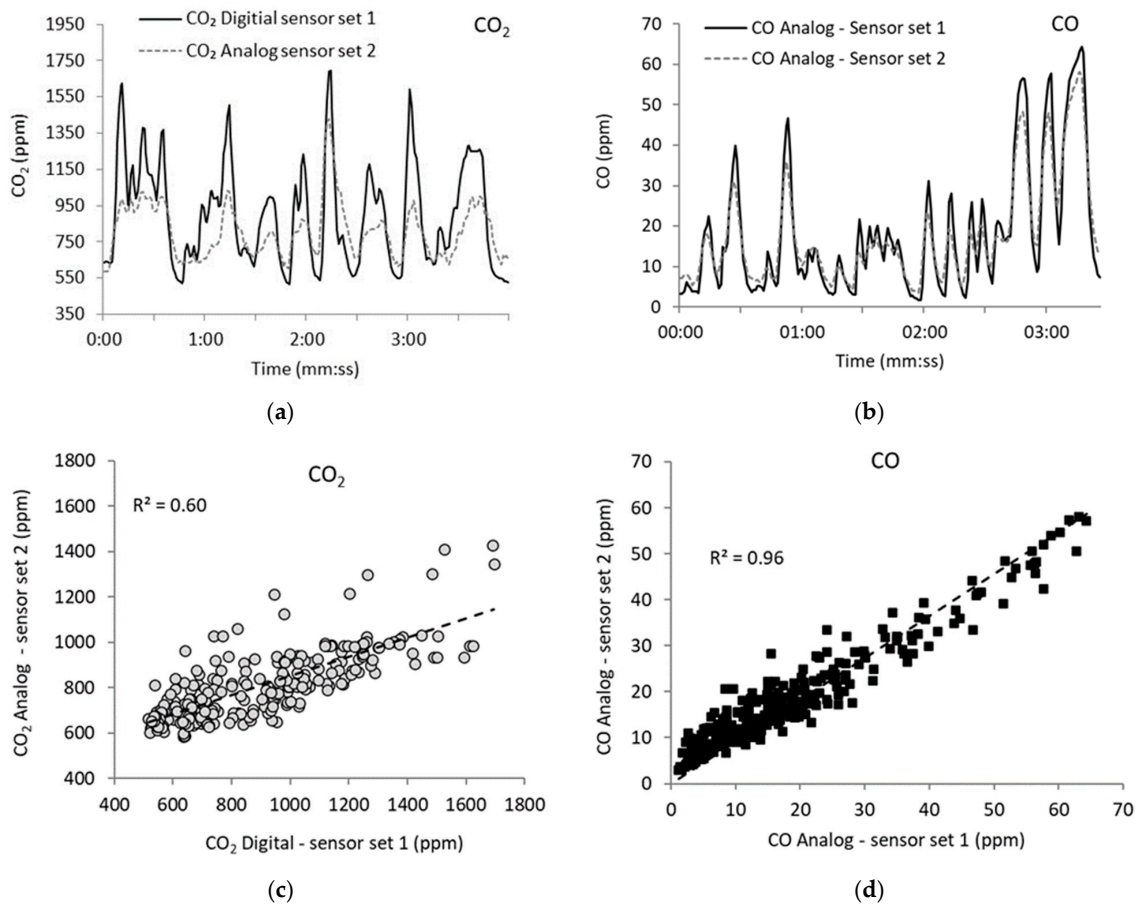 CO₂ Digitial sensor set 1
CO₂ Analog sensor set 2
CO₂
1950
1750
1550
1350
1150
950
750
550
350
CO₂ (ppm)
0:00 1:00 2:00 3:00
Time (mm:ss)
(a)
CO Analog - Sensor set 1
CO Analog - Sensor set 2
CO
70
60
50
40
30
20
10
0
CO (ppm)
00:00 01:00 02:00 03:00
Time (mm:ss)
(b)
CO₂
R² = 0.60
1800
1600
1400
1200
1000
800
600
400
CO₂ Analog - sensor set 2 (ppm)
400 600 800 1000 1200 1400 1600 1800
CO₂ Digital - sensor set 1 (ppm)
(c)
CO
R² = 0.96
70
60
50
40
30
20
10
0
CO Analog - sensor set 2 (ppm)
0 10 20 30 40 50 60 70
CO Analog - sensor set 1 (ppm)
(d)